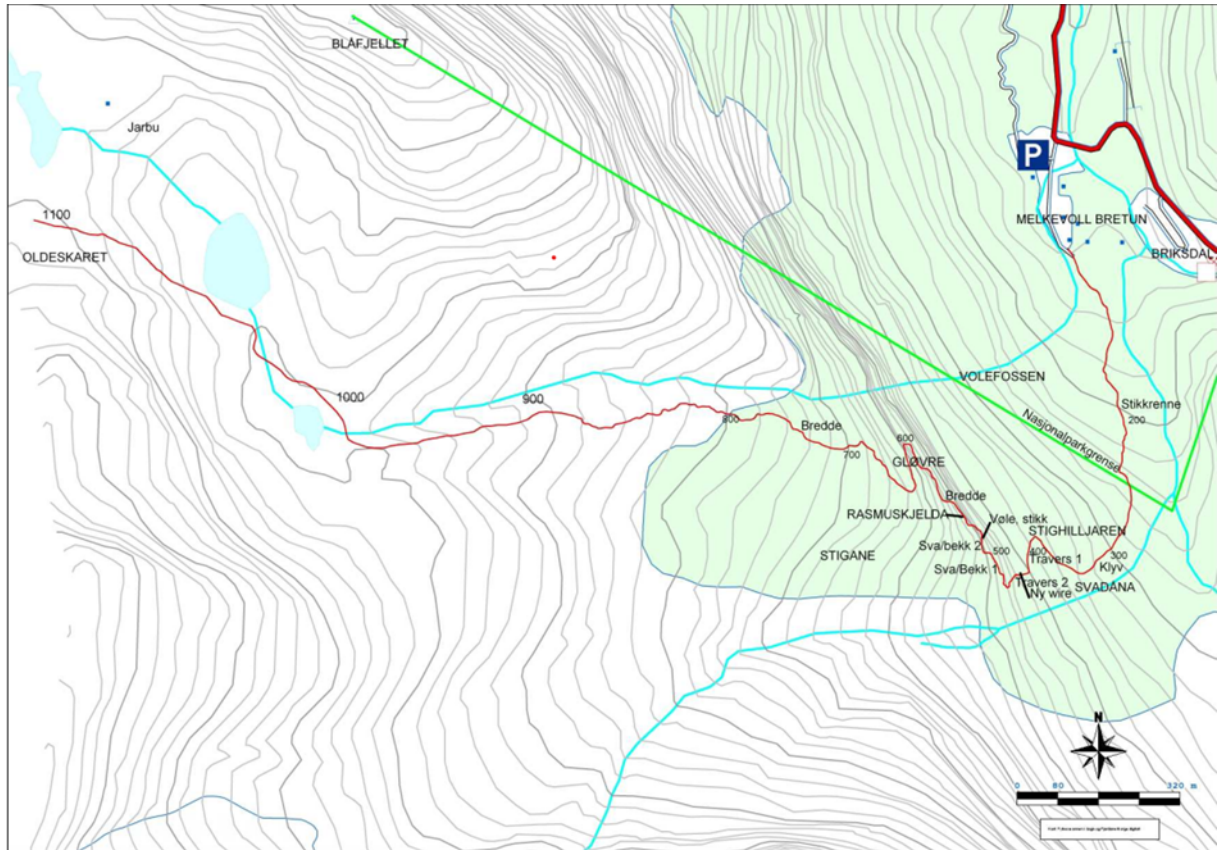 BLÅFJELLET
Jarbu
P
MELKEVOLL BRETUN
1100
OLDESKARET
BRIKSDAL
VOLEFOSSEN
1000
900
Stikkrenne
200
800
Bredde
Nasjonalparkgrense
700
600
GLØVRE
Bredde
RASMUSKJELDA
Vøle, stikk
STIGHILLJAREN
Sva/bekk 2
500
400
Travers 1
300
STIGANE
Sva/Bekk 1
Klyv
Travers 2
SVADANA
Ny wire
N
0 80 320 m